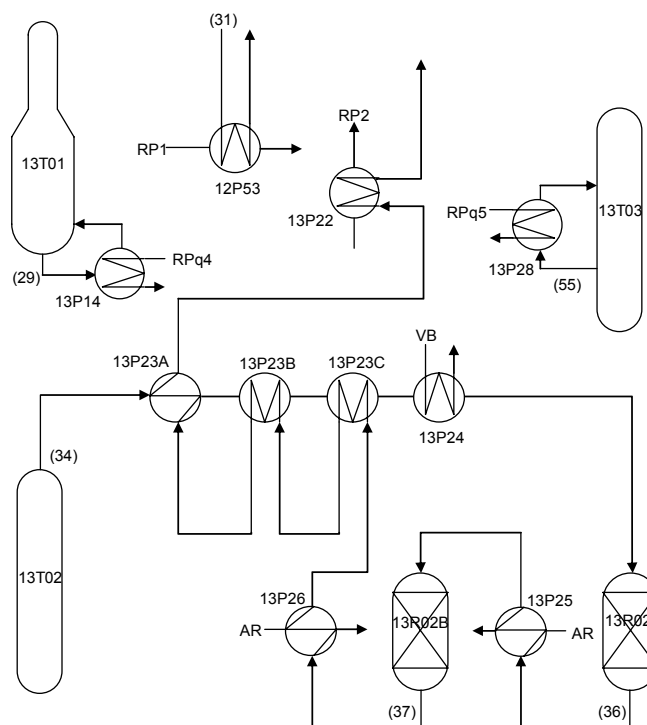 (31)
RP1
12P53
RP2
13P22
13T01
(29)
RPq4
13P14
RPq5
13P28
(55)
13T03
13P23A
13P23B
13P23C
VB
13P24
(34)
13T02
13P26
AR
13R02B
13P25
AR
13R02
(37)
(36)